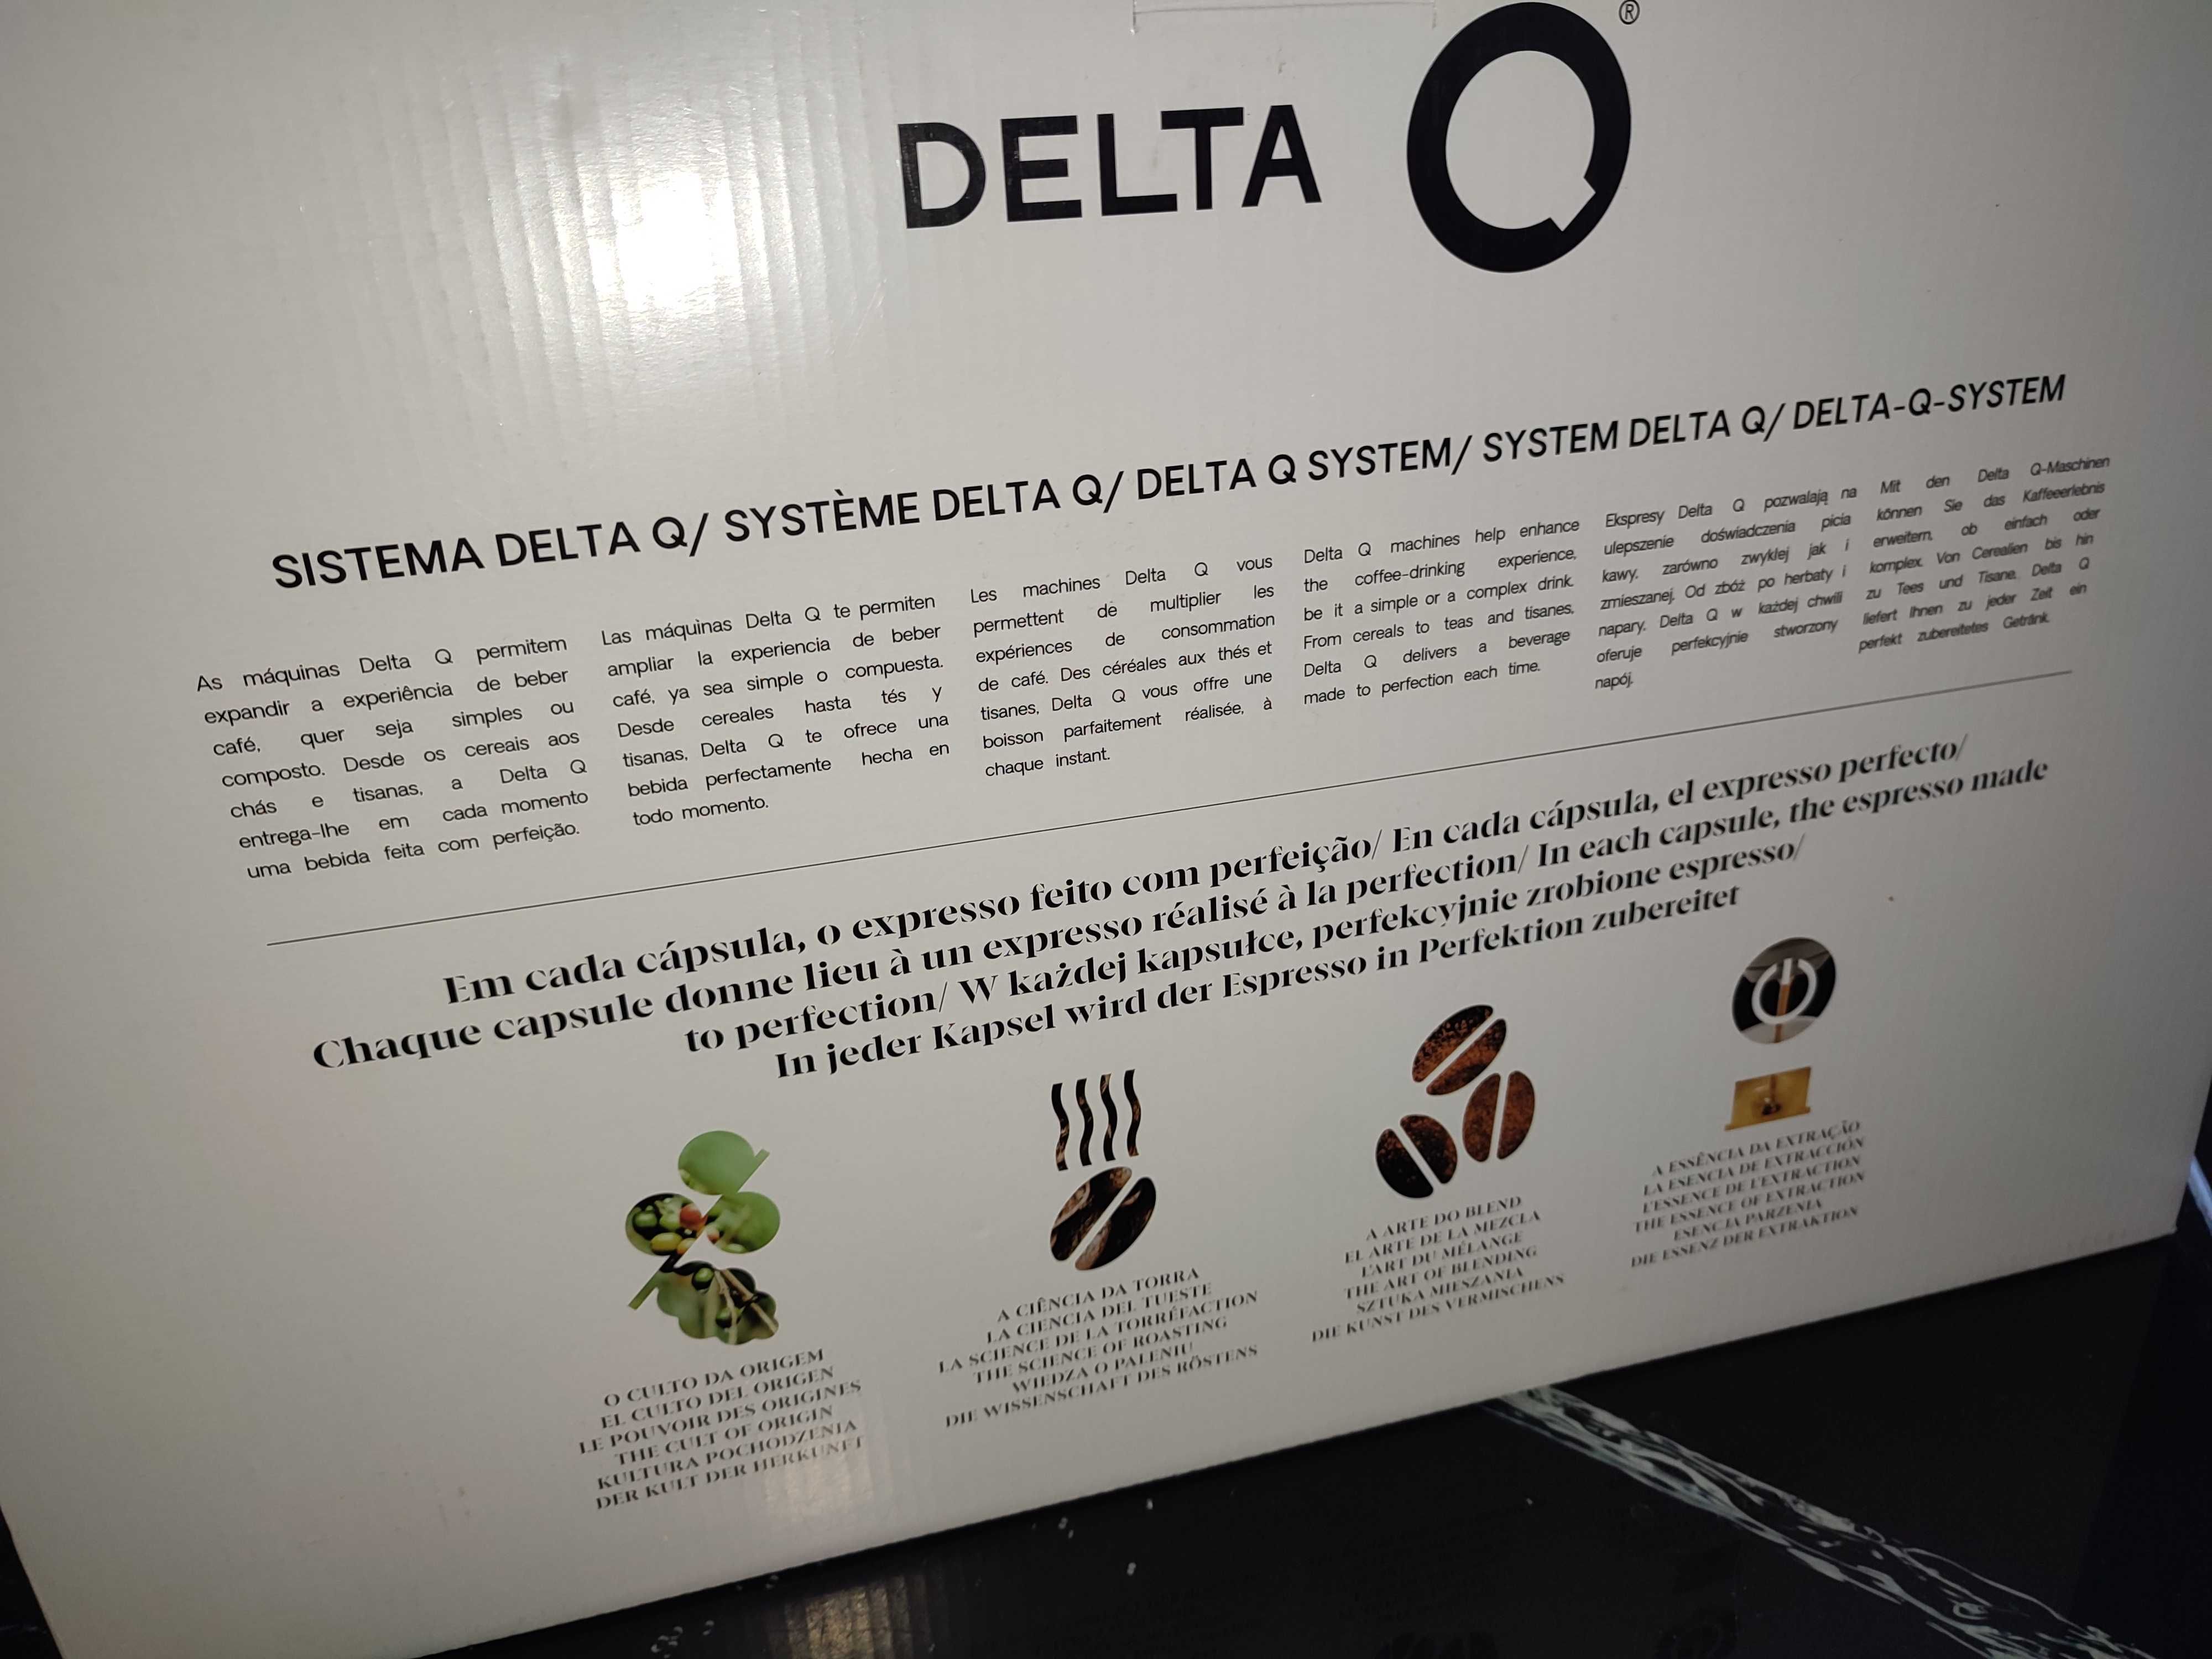 DELTA Q®
SISTEMA DELTA Q/ SYSTÈME DELTA Q/ DELTA Q SYSTEM/ SYSTEM DELTA Q/ DELTA-Q-SYSTEM
As máquinas Delta Q permitem
expandir a experiência de beber
café, quer seja simples ou
composto. Desde os cereais aos
chás e tisanas, a Delta Q
entrega-lhe em cada momento
uma bebida feita com perfeição.
Las máquinas Delta Q te permiten
ampliar la experiencia de beber
café, ya sea simple o compuesta.
Desde cereales hasta tés y
tisanas, Delta Q te ofrece una
bebida perfectamente hecha en
todo momento.
Les machines Delta Q vous
permettent de multiplier les
expériences de consommation
de café. Des céréales aux thés et
tisanes, Delta Q vous offre une
boisson parfaitement réalisée, à
chaque instant.
Delta Q machines help enhance
the coffee-drinking experience,
be it a simple or a complex drink.
From cereals to teas and tisanes,
Delta Q delivers a beverage
made to perfection each time.
Ekspresy Delta Q pozwalają na
ulepszenie doświadczenia picia
kawy, zarówno zwykłej jak i
zmieszanej. Od zbóż po herbaty i
napary, Delta Q w każdej chwili
oferuje perfekcyjnie stworzony
napój.
Mit den Delta Q-Maschinen
können Sie das Kaffeeerlebnis
erweitern, ob einfach oder
komplex. Von Cerealien bis hin
zu Tees und Tisane. Delta Q
liefert Ihnen zu jeder Zeit ein
perfekt zubereitetes Getränk.
Em cada cápsula, o expresso feito com perfeição/ En cada cápsula, el expresso perfecto/
Chaque capsule donne lieu à un expresso réalisé à la perfection/ In each capsule, the espresso made
to perfection/ W każdej kapsułce, perfekcyjnie zrobione espresso/
In jeder Kapsel wird der Espresso in Perfektion zubereitet
O CULTO DA ORIGEM
EL CULTO DEL ORIGEN
LE POUVOIR DES ORIGINES
THE CULT OF ORIGIN
KULTURA POCHODZENIA
DER KULT DER HERKUNFT
A CIÊNCIA DA TORRA
LA CIENCIA DEL TUESTE
LA SCIENCE DE LA TORRÉFACTION
THE SCIENCE OF ROASTING
WIEDZA O PALENIU
DIE WISSENSCHAFT DES RÖSTENS
A ARTE DO BLEND
EL ARTE DE LA MEZCLA
L'ART DU MÉLANGE
THE ART OF BLENDING
SZTUKA MIESZANIA
DIE KUNST DES VERMISCHENS
A ESSÊNCIA DA EXTRAÇÃO
LA ESENCIA DE EXTRACCIÓN
L'ESSENCE DE L'EXTRACTION
THE ESSENCE OF EXTRACTION
ESENCJA PARZENIA
DIE ESSENZ DER EXTRAKTION